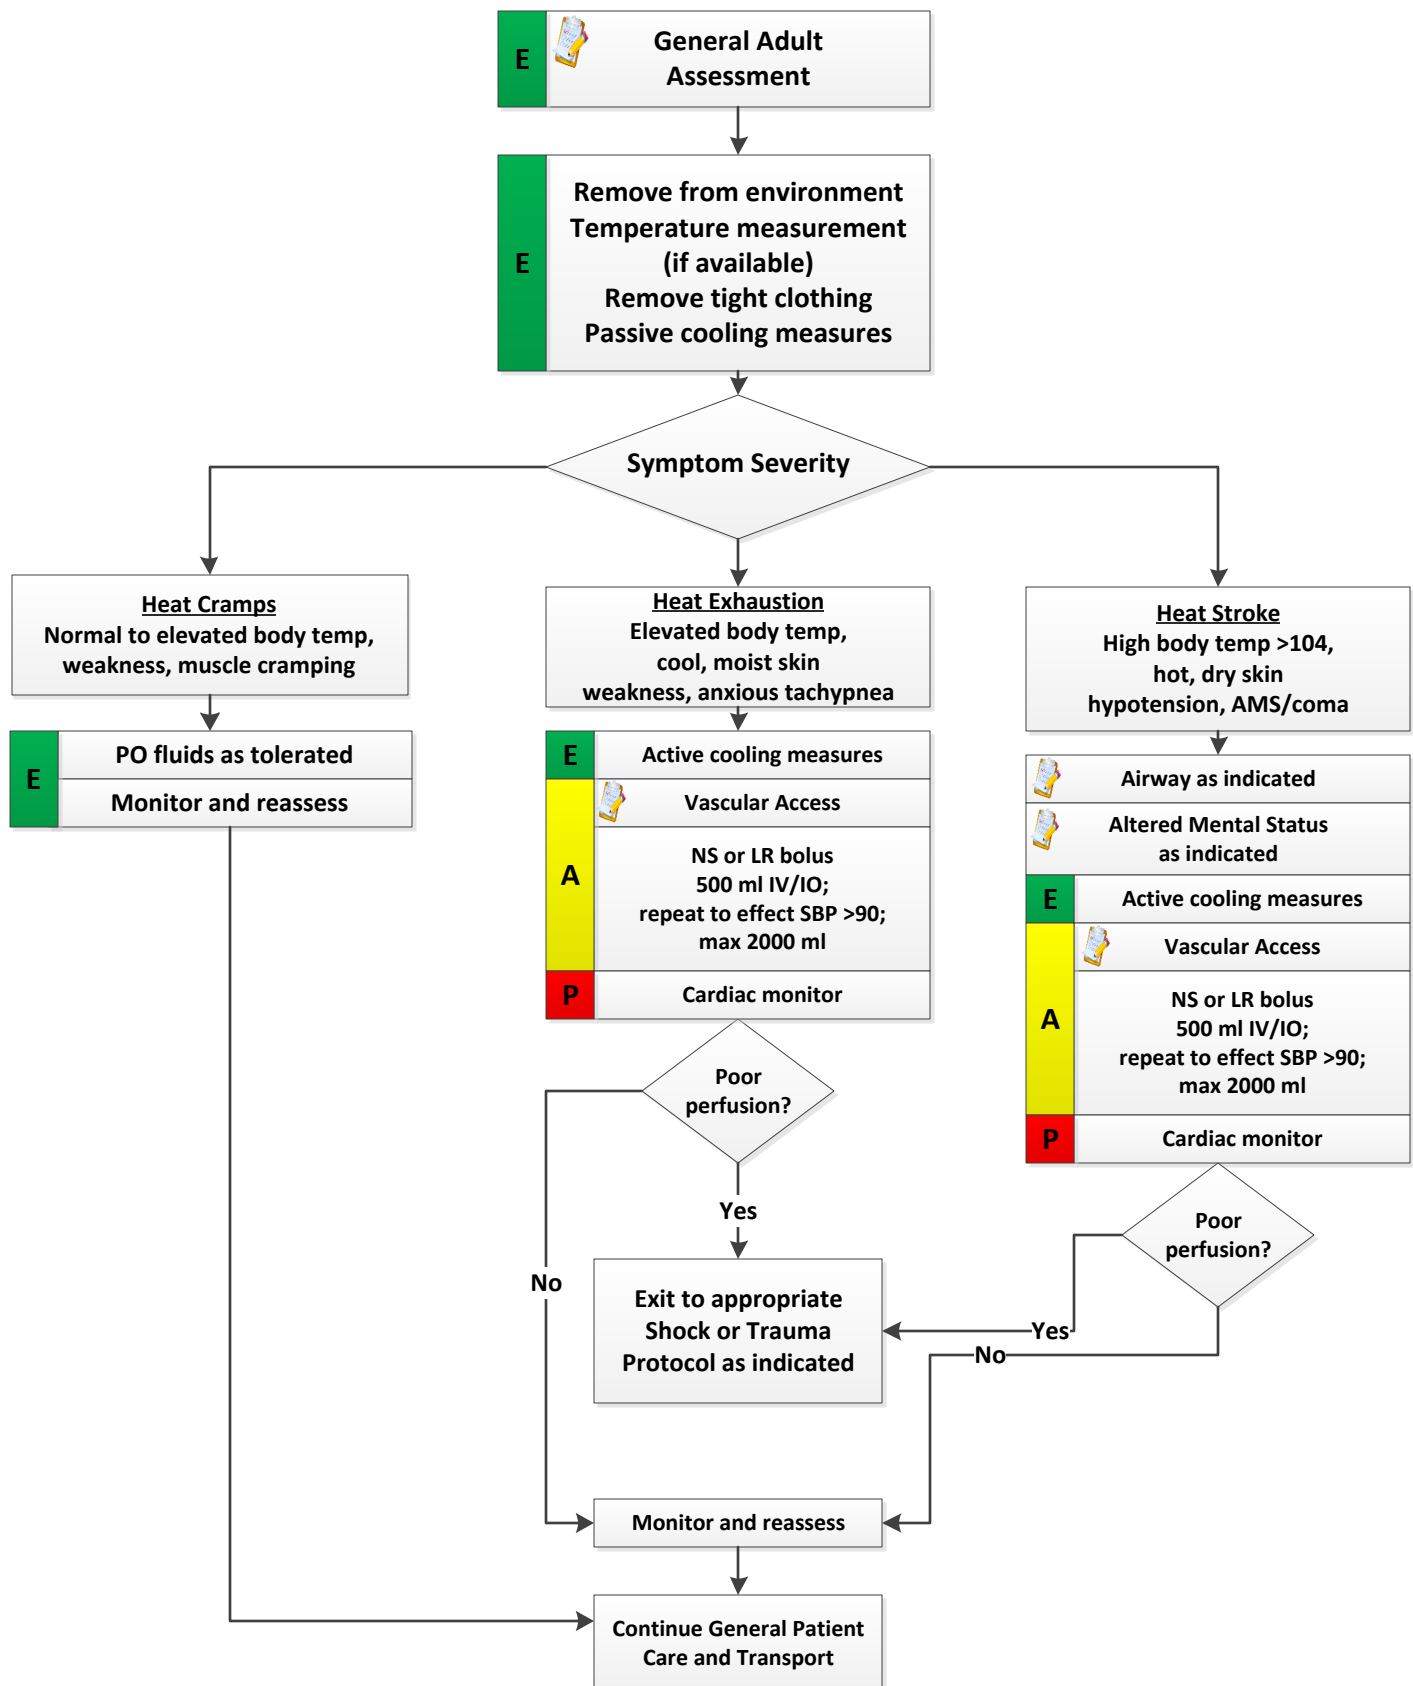 E
General Adult
Assessment
E
Remove from environment
Temperature measurement
(if available)
Remove tight clothing
Passive cooling measures
Symptom Severity
Heat Cramps
Normal to elevated body temp,
weakness, muscle cramping
E
PO fluids as tolerated
Monitor and reassess
Heat Exhaustion
Elevated body temp,
cool, moist skin
weakness, anxious tachypnea
E
Active cooling measures
A
Vascular Access
NS or LR bolus
500 ml IV/IO;
repeat to effect SBP >90;
max 2000 ml
P
Cardiac monitor
Poor
perfusion?
Yes
No
Heat Stroke
High body temp >104,
hot, dry skin
hypotension, AMS/coma
Airway as indicated
Altered Mental Status
as indicated
E
Active cooling measures
A
Vascular Access
NS or LR bolus
500 ml IV/IO;
repeat to effect SBP >90;
max 2000 ml
P
Cardiac monitor
Poor
perfusion?
Yes
No
Exit to appropriate
Shock or Trauma
Protocol as indicated
Monitor and reassess
Continue General Patient
Care and Transport